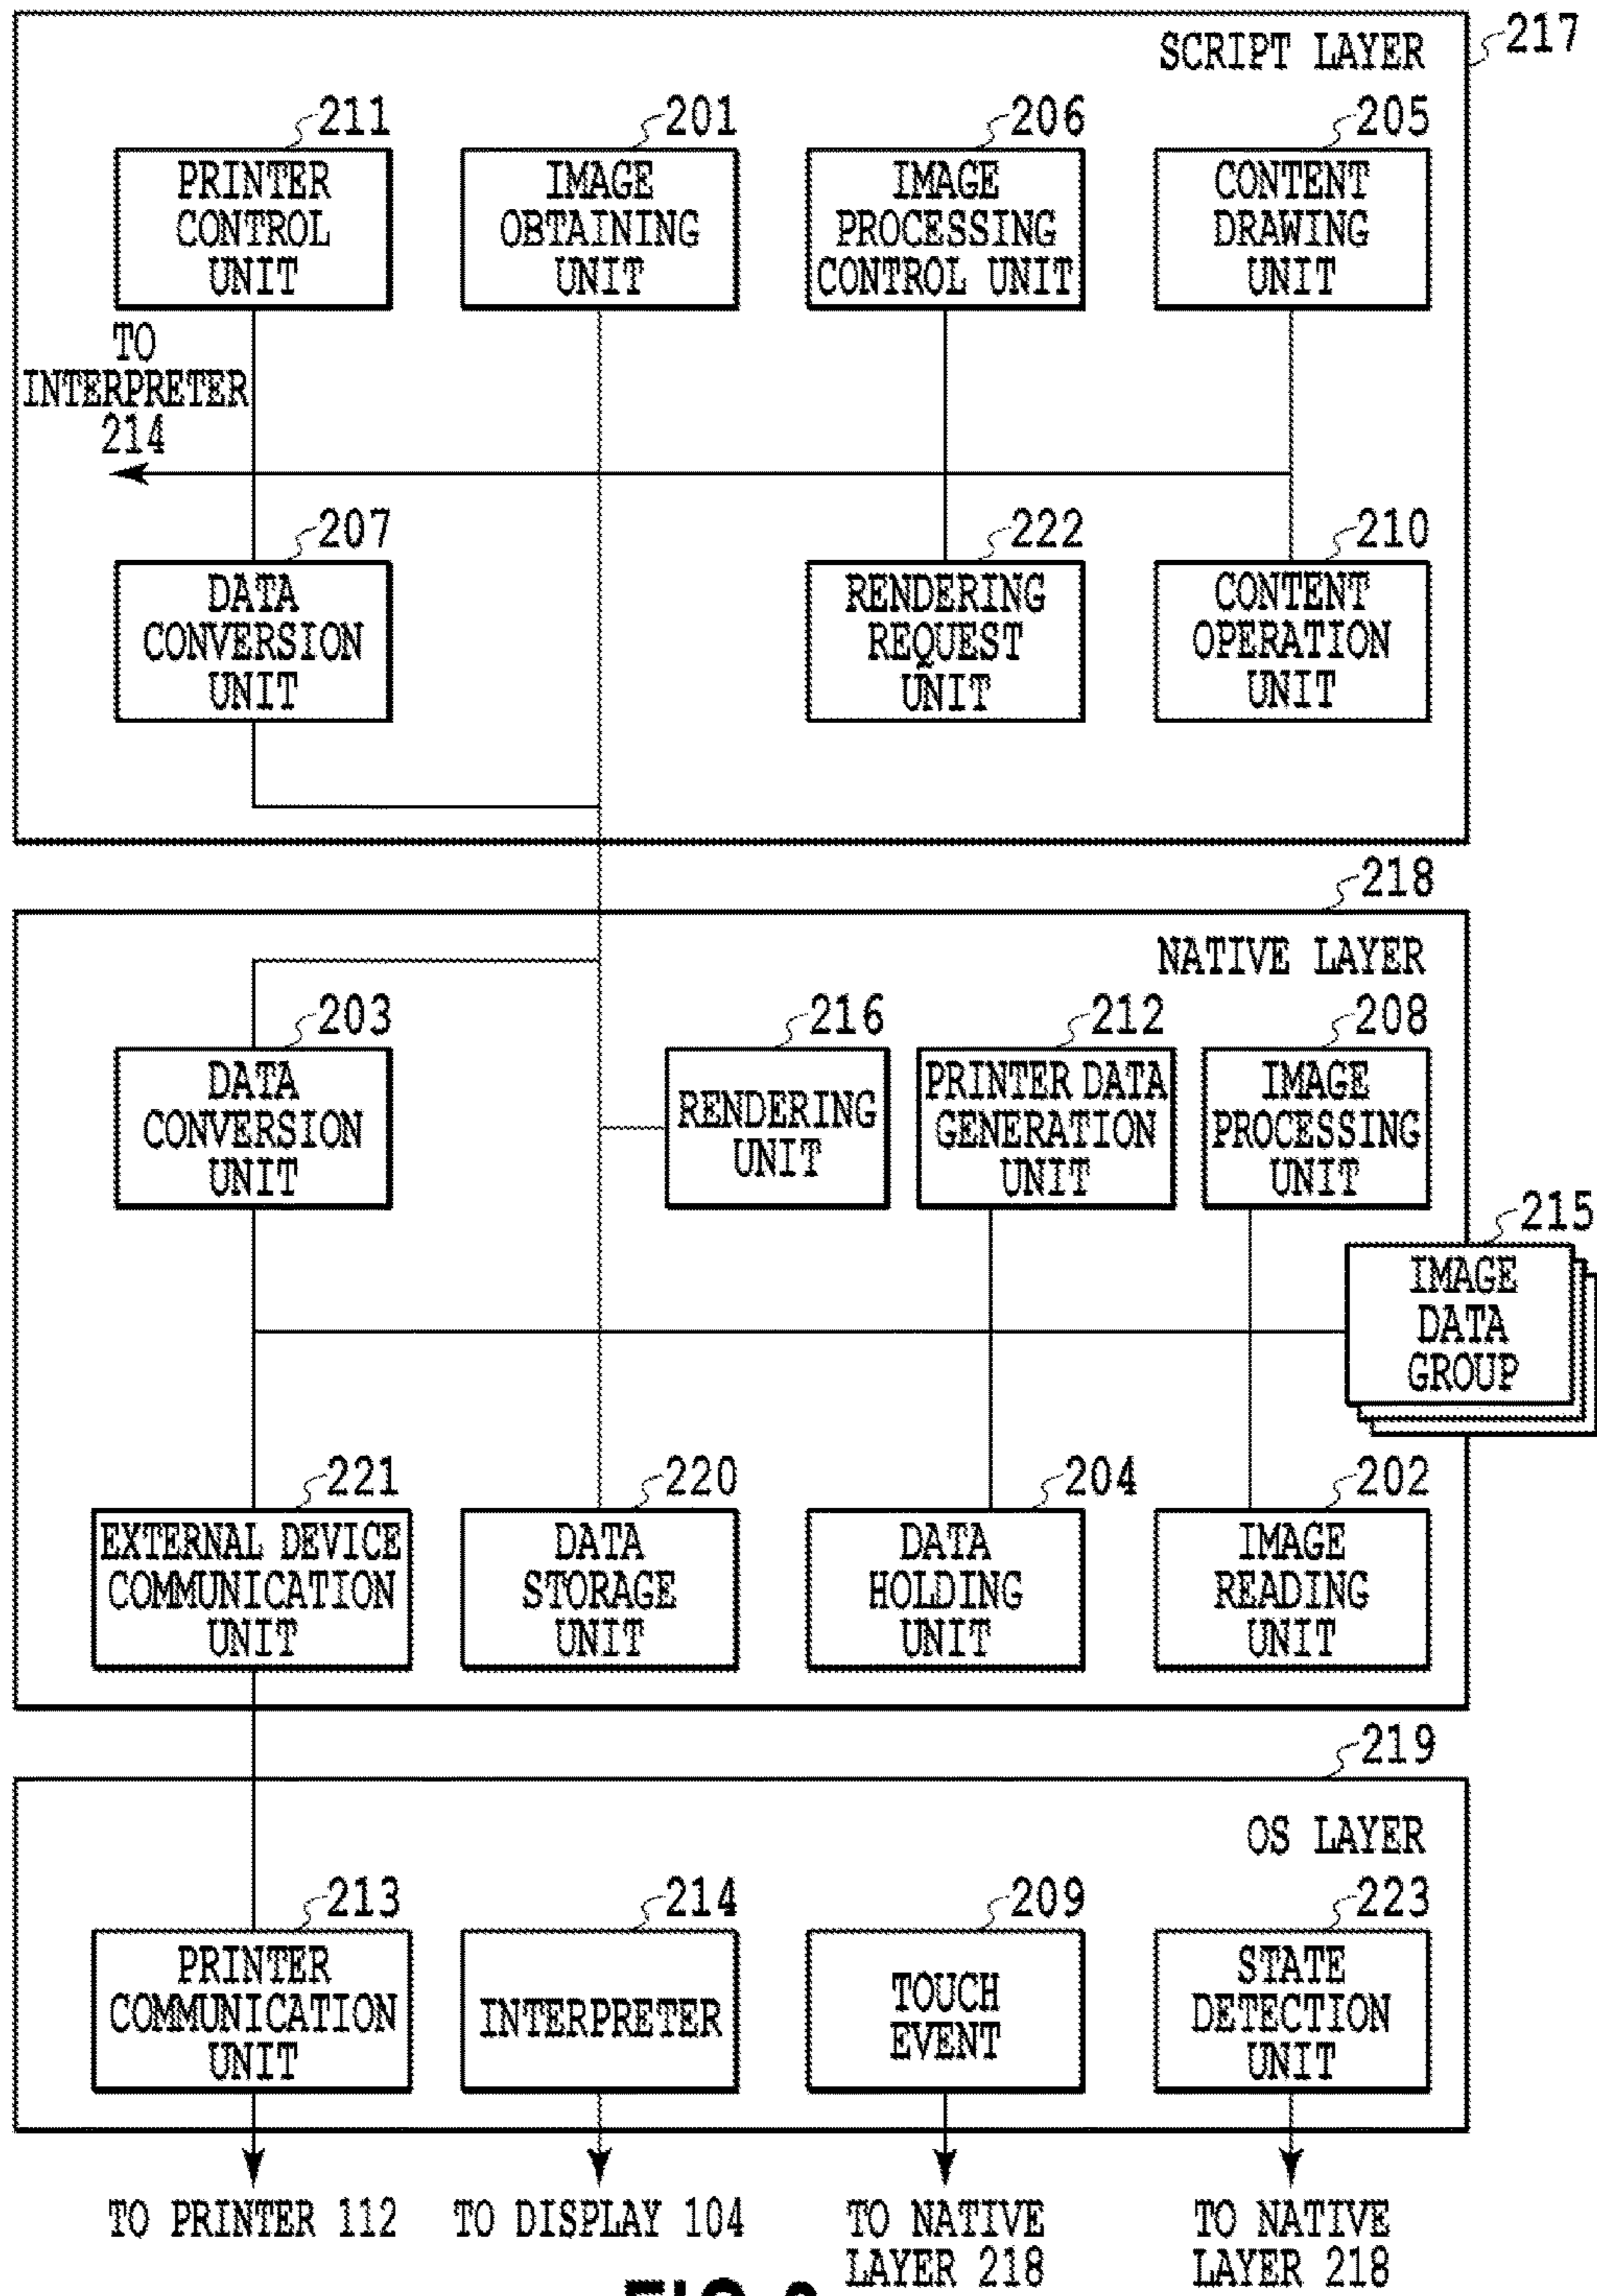 SCRIPT LAYER
217
211
201
206
205
PRINTER
CONTROL
UNIT
IMAGE
OBTAINING
UNIT
IMAGE
PROCESSING
CONTROL UNIT
CONTENT
DRAWING
UNIT
TO
INTERPRETER
214
207
222
210
DATA
CONVERSION
UNIT
RENDERING
REQUEST
UNIT
CONTENT
OPERATION
UNIT
218
NATIVE LAYER
203
216
212
208
DATA
CONVERSION
UNIT
RENDERING
UNIT
PRINTER DATA
GENERATION
UNIT
IMAGE
PROCESSING
UNIT
215
IMAGE
DATA
GROUP
221
220
204
202
EXTERNAL DEVICE
COMMUNICATION
UNIT
DATA
STORAGE
UNIT
DATA
HOLDING
UNIT
IMAGE
READING
UNIT
219
OS LAYER
213
214
209
223
PRINTER
COMMUNICATION
UNIT
INTERPRETER
TOUCH
EVENT
STATE
DETECTION
UNIT
TO PRINTER 112
TO DISPLAY 104
TO NATIVE
LAYER 218
TO NATIVE
LAYER 218